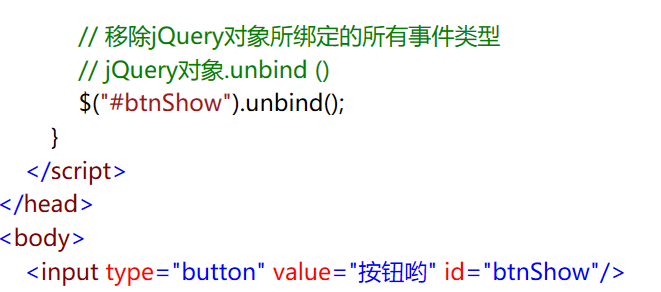 // 移除jQuery对象所绑定的所有事件类型
// jQuery对象.unbind ()
$("#btnShow").unbind();
}
</script>
</head>
<body>
<input type="button" value="按钮哟" id="btnShow"/>